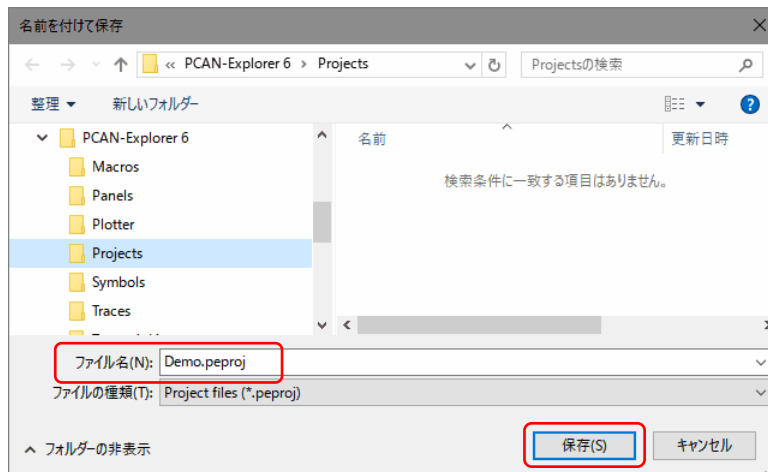 名前を付けて保存
« PCAN-Explorer 6 › Projects
Projectsの検索
整理
新しいフォルダー
PCAN-Explorer 6
Macros
Panels
Plotter
Projects
Symbols
Traces
名前
更新日時
検索条件に一致する項目はありません。
ファイル名(N): Demo.peproj
ファイルの種類(T): Project files (*.peproj)
フォルダーの非表示
保存(S)
キャンセル